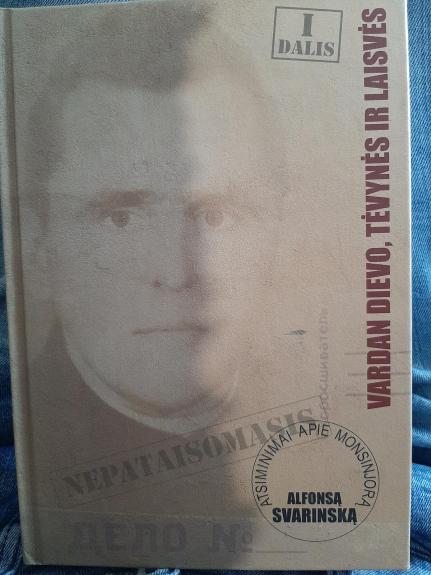 I
DALIS
VARDAN DIEVO, TĖVYNĖS IR LAISVĖS
NEPATAISOMASIS
ATSIMINIMAI APIE MONSINJORĄ
ALFONSĄ
SVARINSKĄ
ДЕЛО №